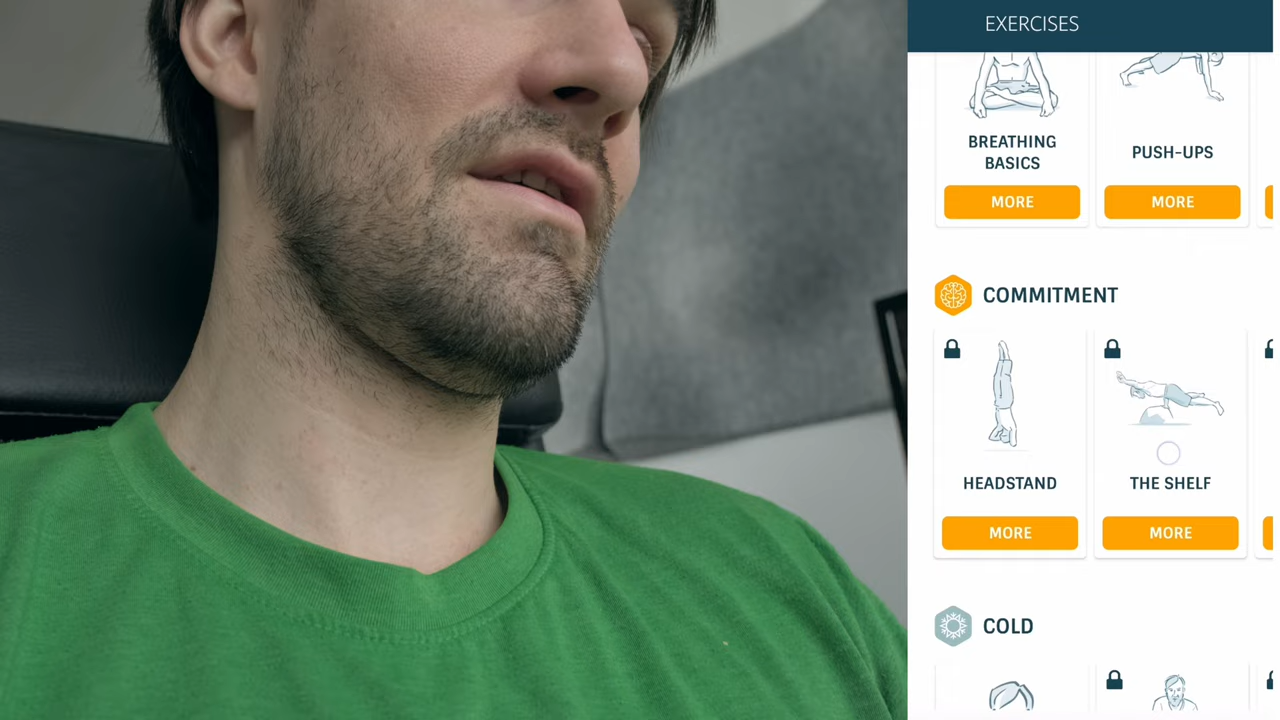 EXERCISES
BREATHING
BASICS
PUSH-UPS
MORE
MORE
COMMITMENT
HEADSTAND
THE SHELF
MORE
MORE
COLD